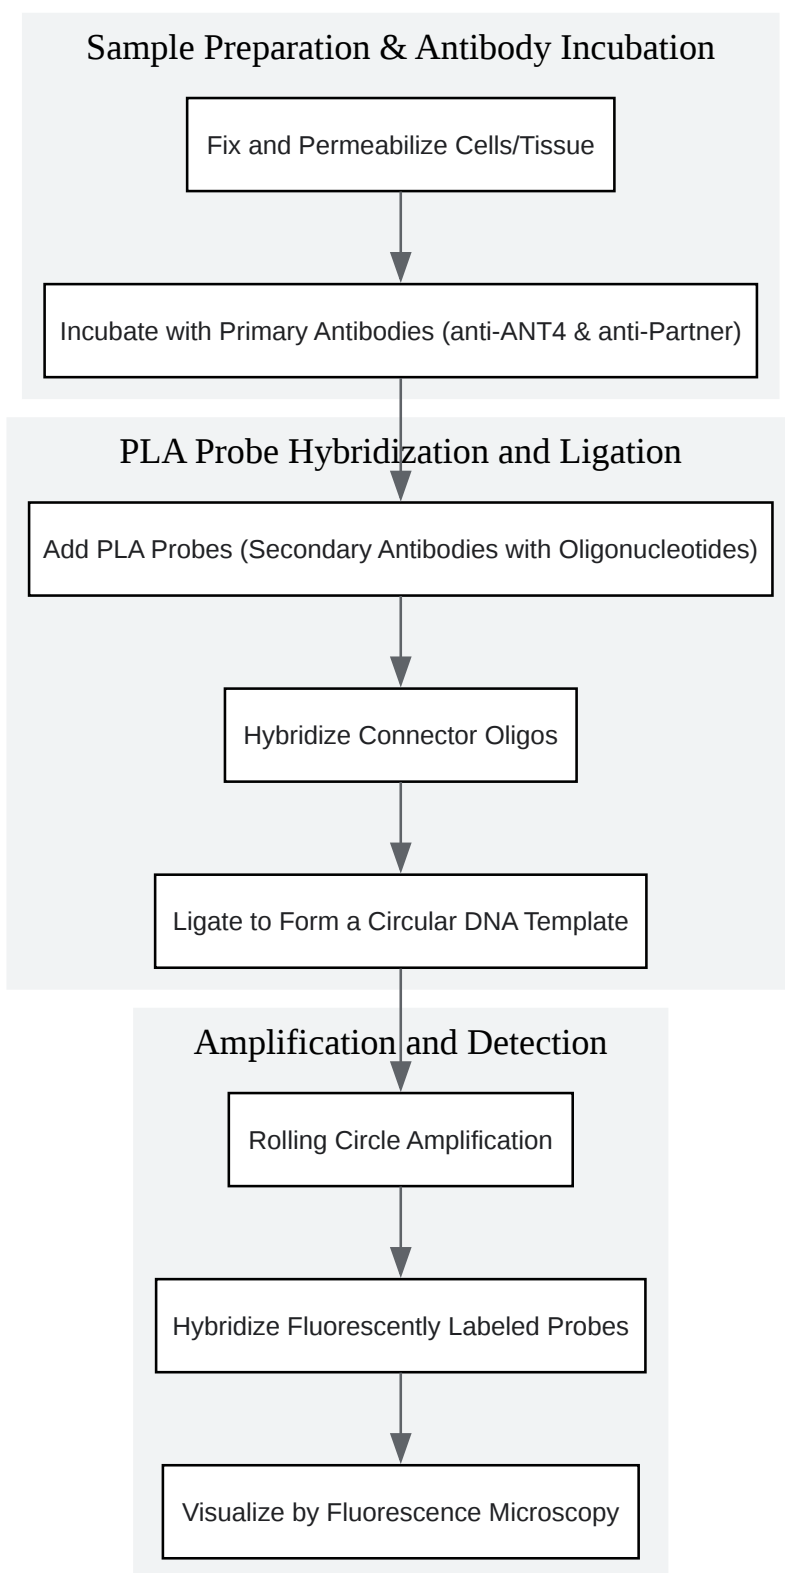 Sample Preparation & Antibody Incubation
Fix and Permeabilize Cells/Tissue
Incubate with Primary Antibodies (anti-ANT4 & anti-Partner)
PLA Probe Hybridization and Ligation
Add PLA Probes (Secondary Antibodies with Oligonucleotides)
Hybridize Connector Oligos
Ligate to Form a Circular DNA Template
Amplification and Detection
Rolling Circle Amplification
Hybridize Fluorescently Labeled Probes
Visualize by Fluorescence Microscopy